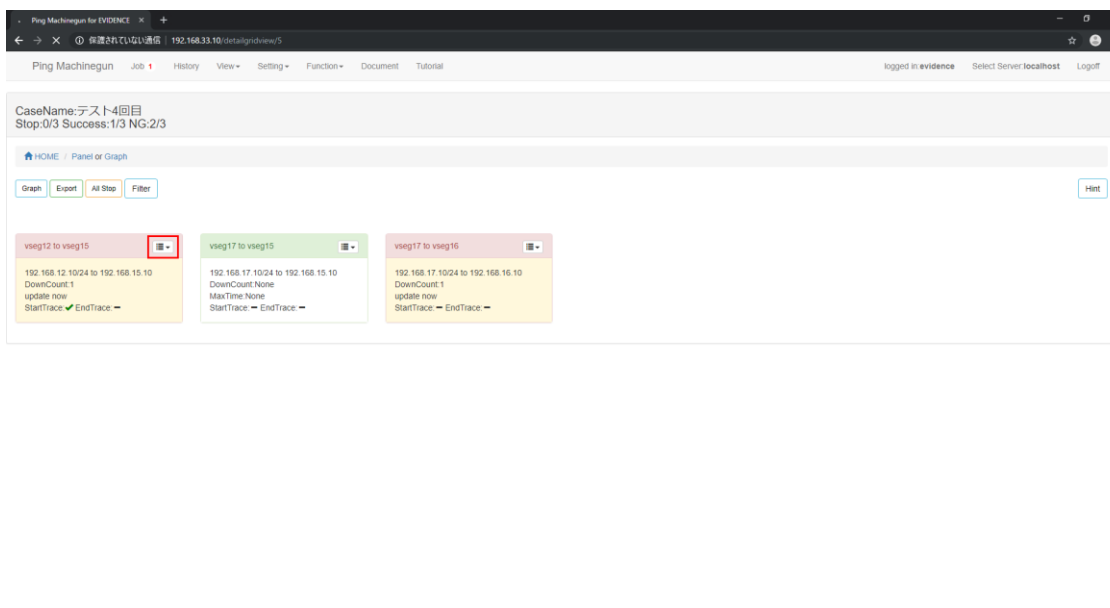 Ping Machinegun for EVIDENCE
保護されていない通信 | 192.168.33.10/detailgridview/5
Ping Machinegun Job 1 History View Setting Function Document Tutorial logged in:evidence Select Server:localhost Logoff
CaseName:テスト4回目
Stop:0/3 Success:1/3 NG:2/3
HOME / Panel or Graph
Graph Export All Stop Filter Hint
vseg12 to vseg15
192.168.12.10/24 to 192.168.15.10
DownCount:1
update now
StartTrace: EndTrace:
vseg17 to vseg15
192.168.17.10/24 to 192.168.15.10
DownCount:None
MaxTime:None
StartTrace: EndTrace:
vseg17 to vseg16
192.168.17.10/24 to 192.168.16.10
DownCount:1
update now
StartTrace: EndTrace: